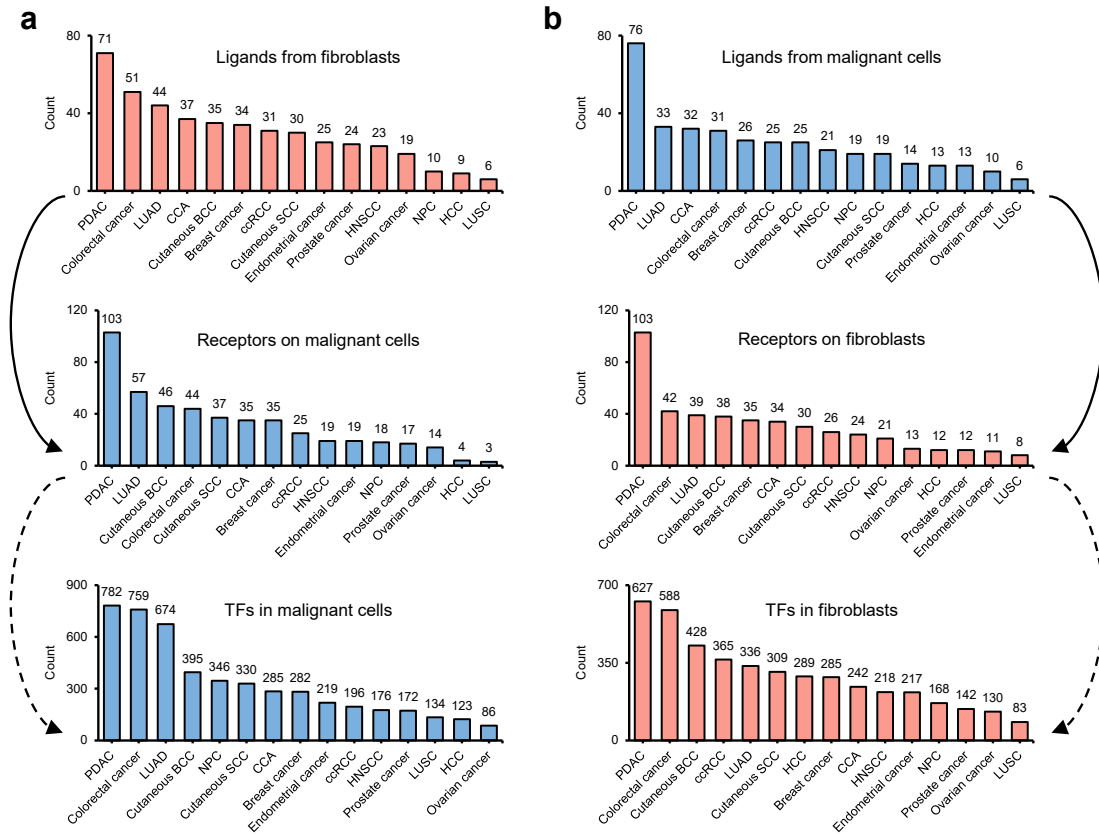 a
Ligands from fibroblasts
Count
80
40
0
71
51
44
37
35
34
31
30
25
24
23
19
10
9
6
PDAC
Colorectal cancer
LUAD
CCA
Cutaneous BCC
Breast cancer
ccRCC
Cutaneous SCC
Endometrial cancer
Prostate cancer
HNSCC
Ovarian cancer
NPC
HCC
LUSC
Receptors on malignant cells
Count
120
80
40
0
103
57
46
44
37
35
35
25
19
19
18
17
14
4
3
PDAC
LUAD
Cutaneous BCC
Colorectal cancer
Cutaneous SCC
CCA
Breast cancer
ccRCC
HNSCC
Endometrial cancer
NPC
Prostate cancer
Ovarian cancer
HCC
LUSC
TFs in malignant cells
Count
900
600
300
0
782
759
674
395
346
330
285
282
219
196
176
172
134
123
86
PDAC
Colorectal cancer
LUAD
Cutaneous BCC
NPC
Cutaneous SCC
CCA
Breast cancer
Endometrial cancer
ccRCC
HNSCC
Prostate cancer
LUSC
HCC
Ovarian cancer
b
Ligands from malignant cells
Count
80
40
0
76
33
32
31
26
25
25
21
19
19
14
13
13
10
6
PDAC
LUAD
CCA
Colorectal cancer
Breast cancer
ccRCC
Cutaneous BCC
HNSCC
NPC
Cutaneous SCC
Prostate cancer
HCC
Endometrial cancer
Ovarian cancer
LUSC
Receptors on fibroblasts
Count
120
80
40
0
103
42
39
38
35
34
30
26
24
21
13
12
12
11
8
PDAC
Colorectal cancer
LUAD
Cutaneous BCC
Breast cancer
CCA
Cutaneous SCC
ccRCC
HNSCC
NPC
Ovarian cancer
HCC
Prostate cancer
Endometrial cancer
LUSC
TFs in fibroblasts
Count
700
350
0
627
588
428
365
336
309
289
285
242
218
217
168
142
130
83
PDAC
Colorectal cancer
Cutaneous BCC
ccRCC
LUAD
Cutaneous SCC
HCC
Breast cancer
CCA
HNSCC
Endometrial cancer
NPC
Prostate cancer
Ovarian cancer
LUSC